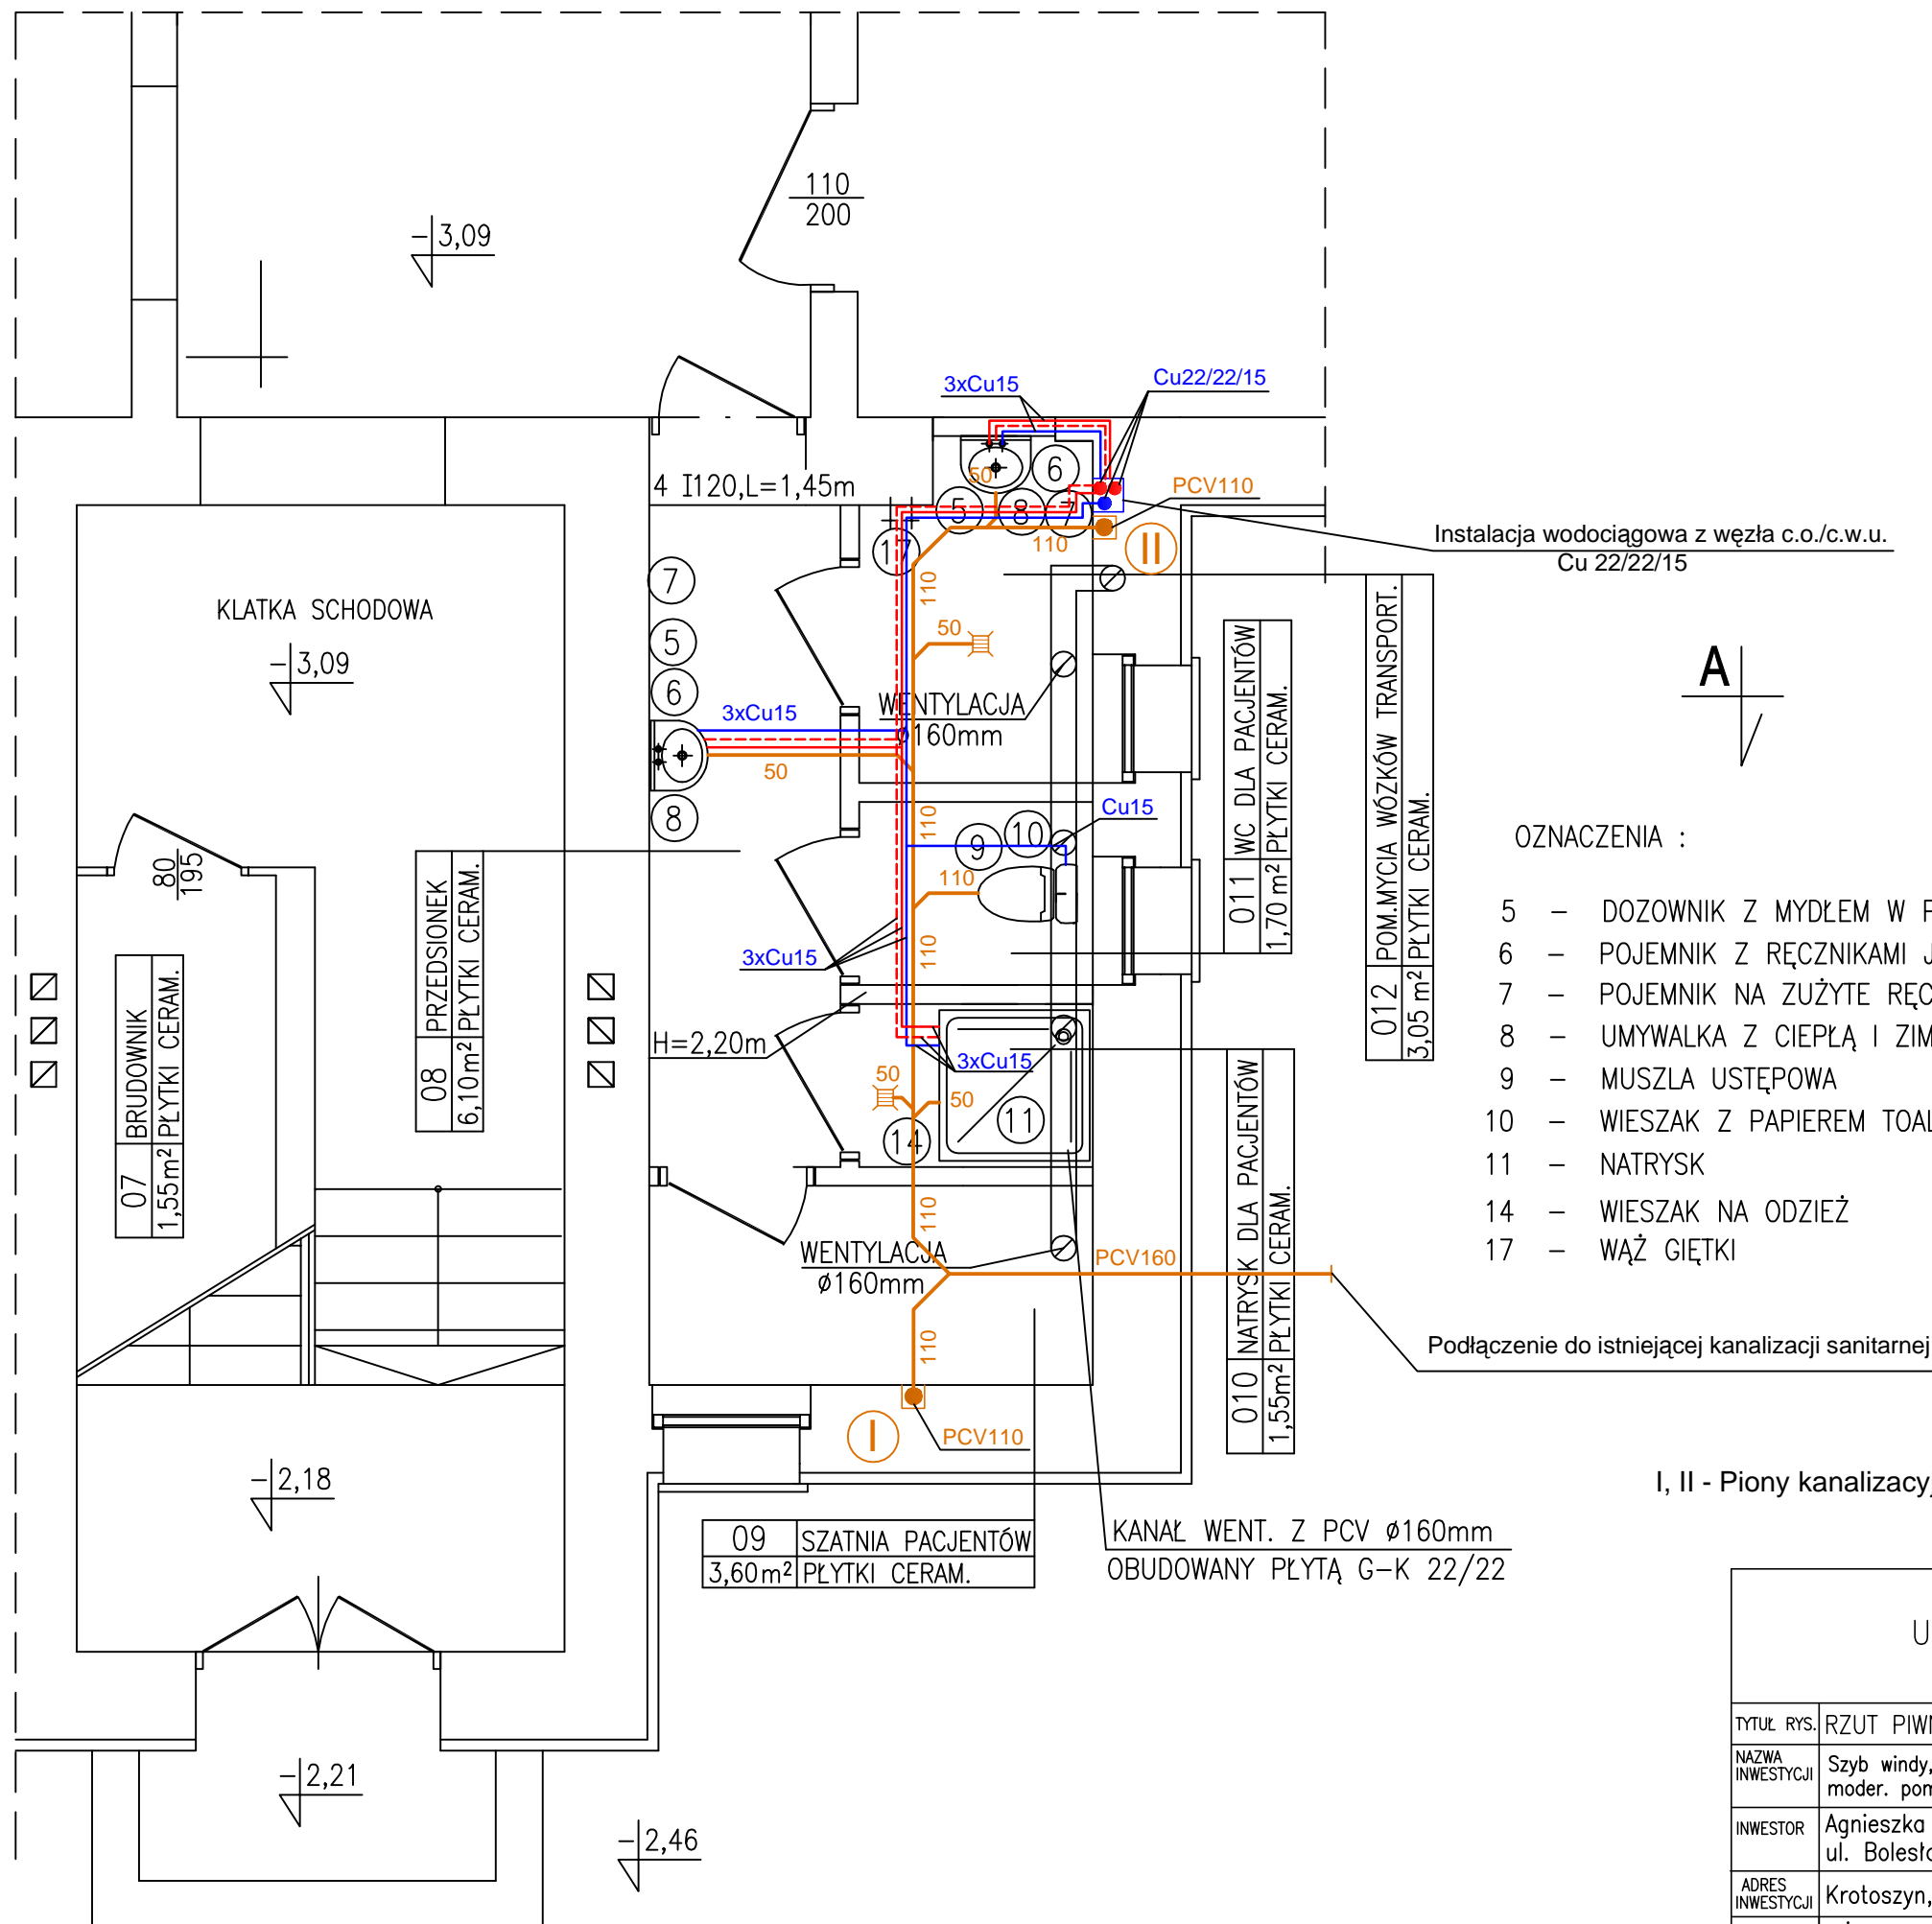 110
200
-3,09
3xCu15
Cu22/22/15
4 I120,L=1,45m
50
6
5
8
7
PCV110
17
110
II
Instalacja wodociągowa z węzła c.o./c.w.u.
Cu 22/22/15
110
7
KLATKA SCHODOWA
-3,09
5
50
6
3xCu15
WENTYLACJA
ø160mm
50
8
A
012 POM.MYCIA WÓZKÓW TRANSPORT.
3,05 m² PŁYTKI CERAM.
011 WC DLA PACJENTÓW
1,70 m² PŁYTKI CERAM.
80
195
110
9
10
Cu15
110
110
3xCu15
08 PRZEDSIONEK
6,10m² PŁYTKI CERAM.
07 BRUDOWNIK
1,55m² PŁYTKI CERAM.
H=2,20m
3xCu15
50
50
11
14
010 NATRYSK DLA PACJENTÓW
1,55m² PŁYTKI CERAM.
110
WENTYLACJA
ø160mm
PCV160
110
I
PCV110
OZNACZENIA :
5 - DOZOWNIK Z MYDŁEM W
6 - POJEMNIK Z RĘCZNIKAMI
7 - POJEMNIK NA ZUŻYTE
8 - UMYWALKA Z CIEPŁĄ I
9 - MUSZLA USTĘPOWA
10 - WIESZAK Z PAPIEREM
11 - NATRYSK
14 - WIESZAK NA ODZIEŻ
17 - WĄŻ GIĘTKI
Podłączenie do istniejącej kanalizacji sanitarnej
I, II - Piony
-2,18
09 SZATNIA PACJENTÓW
3,60m² PŁYTKI CERAM.
KANAŁ WENT. Z PCV ø160mm
OBUDOWANY PŁYTĄ G-K 22/22
-2,21
-2,46
U
TYTUŁ RYS. RZUT
NAZWA INWESTYCJI Szyb windy,
moder.
INWESTOR Agnieszka
ul.
ADRES INWESTYCJI Krotoszyn,